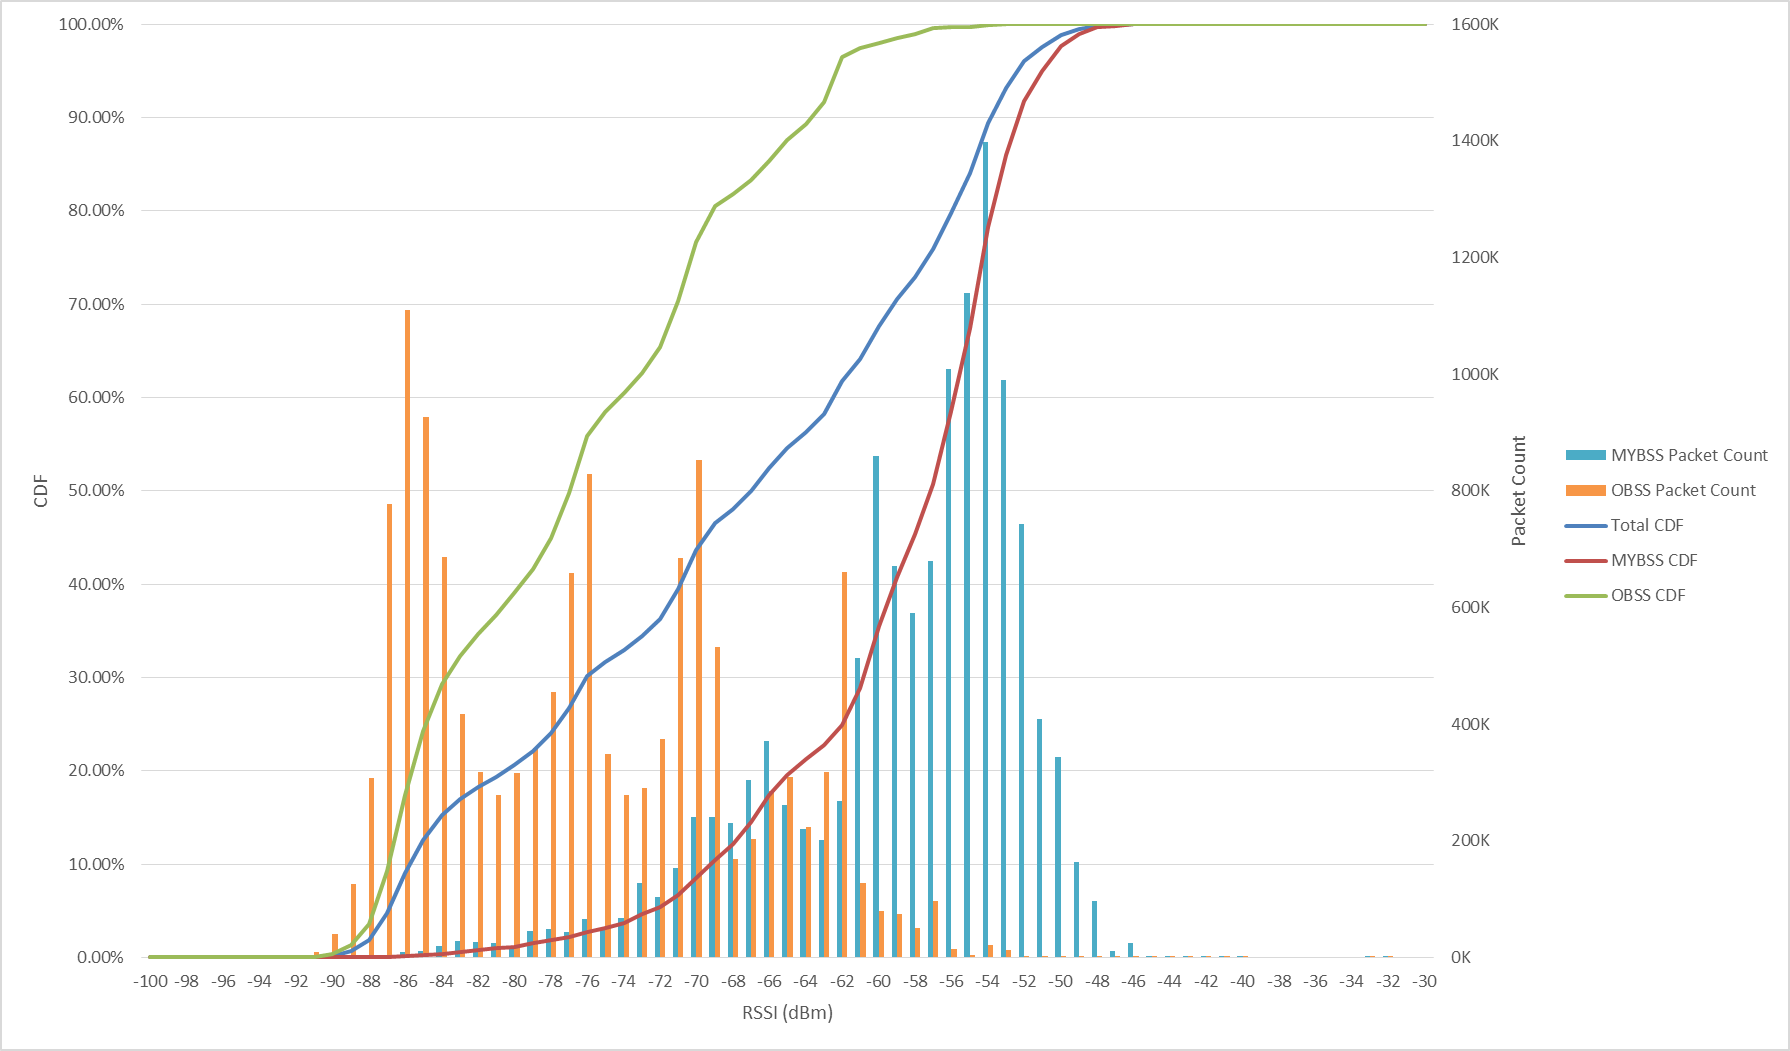 100.00%
90.00%
80.00%
70.00%
60.00%
50.00%
40.00%
30.00%
20.00%
10.00%
0.00%
CDF
1600K
1400K
1200K
1000K
800K
600K
400K
200K
0K
Packet Count
-100 -98 -96 -94 -92 -90 -88 -86 -84 -82 -80 -78 -76 -74 -72 -70 -68 -66 -64 -62 -60 -58 -56 -54 -52 -50 -48 -46 -44 -42 -40 -38 -36 -34 -32 -30
RSSI (dBm)
MYBSS Packet Count
OBSS Packet Count
Total CDF
MYBSS CDF
OBSS CDF